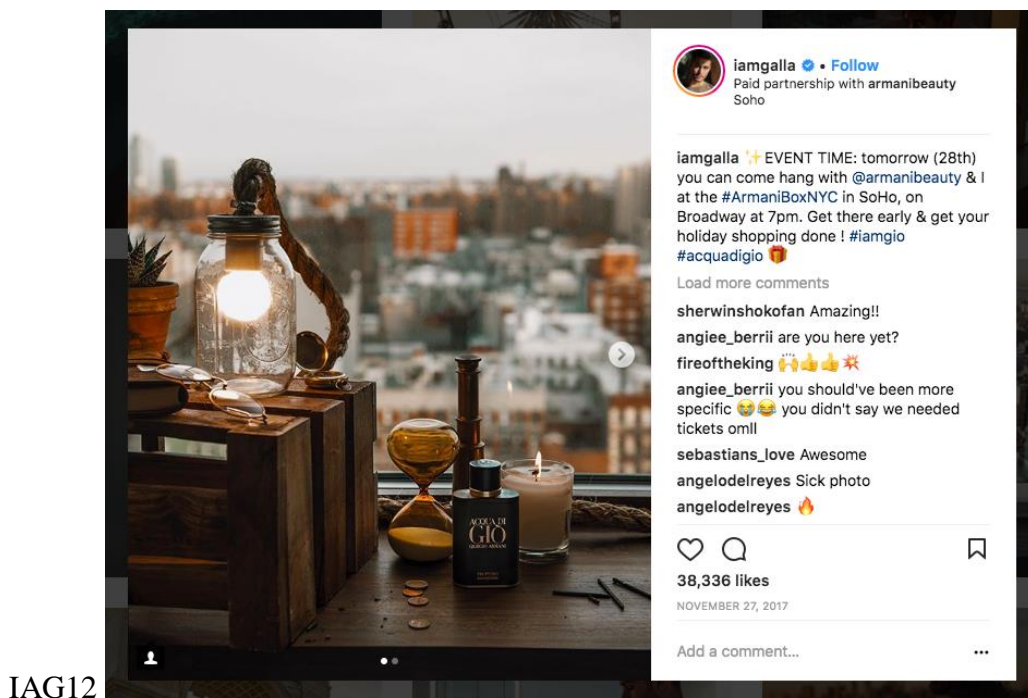 iamgalla • Follow
Paid partnership with armanibeauty
Soho
iamgalla ✨EVENT TIME: tomorrow (28th)
you can come hang with @armanibeauty & I
at the #ArmaniBoxNYC in SoHo, on
Broadway at 7pm. Get there early & get your
holiday shopping done ! #iamgio
#acquadigio 🎁
Load more comments
sherwinshokofan Amazing!!
angiee_berrii are you here yet?
fireoftheking 🙌👍👍💥
angiee_berrii you should've been more
specific 😭😂 you didn't say we needed
tickets omll
sebastians_love Awesome
angelodelreyes Sick photo
angelodelreyes 🔥
38,336 likes
NOVEMBER 27, 2017
Add a comment...
ACQUA DI
GIÒ
GIORGIO ARMANI
IAG12